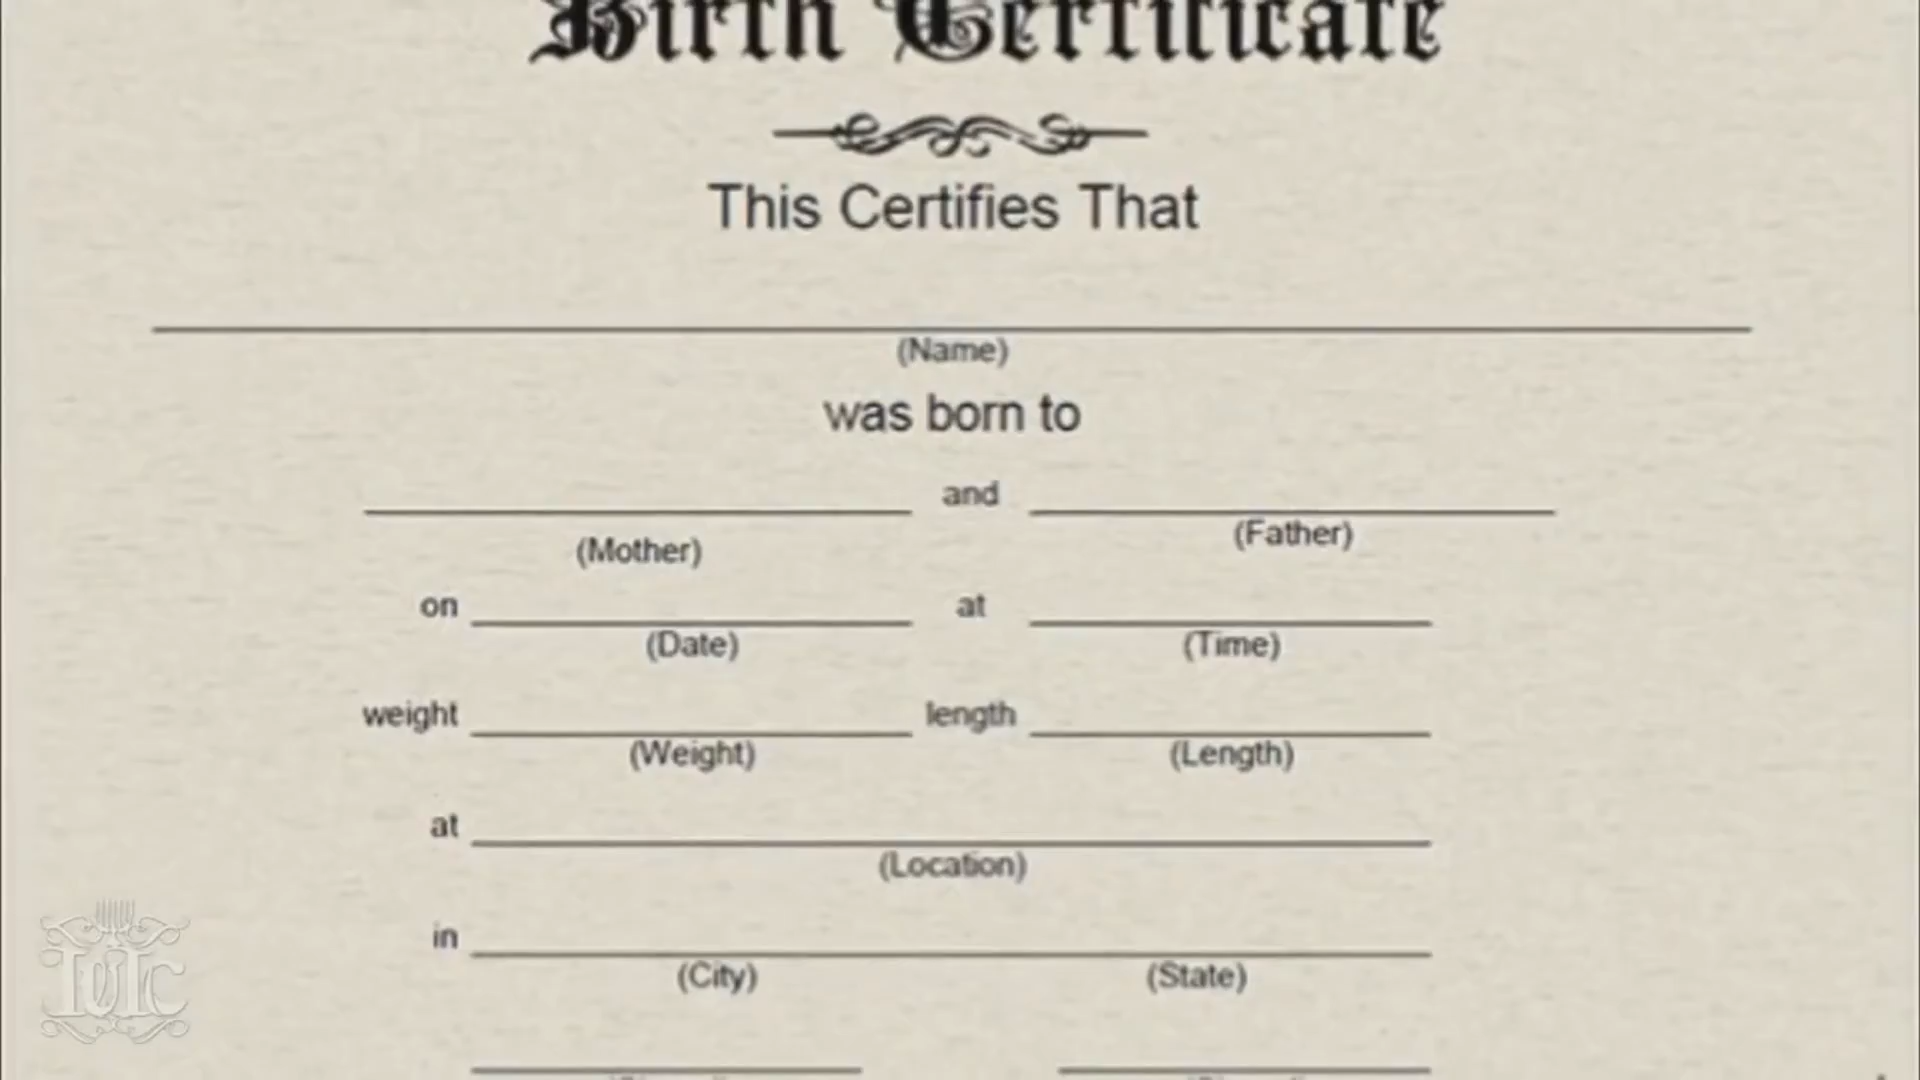 Birth Certificate
This Certifies That
(Name)
was born to
and
(Mother) (Father)
on at
(Date) (Time)
weight length
(Weight) (Length)
at
(Location)
in
(City) (State)
IUIC